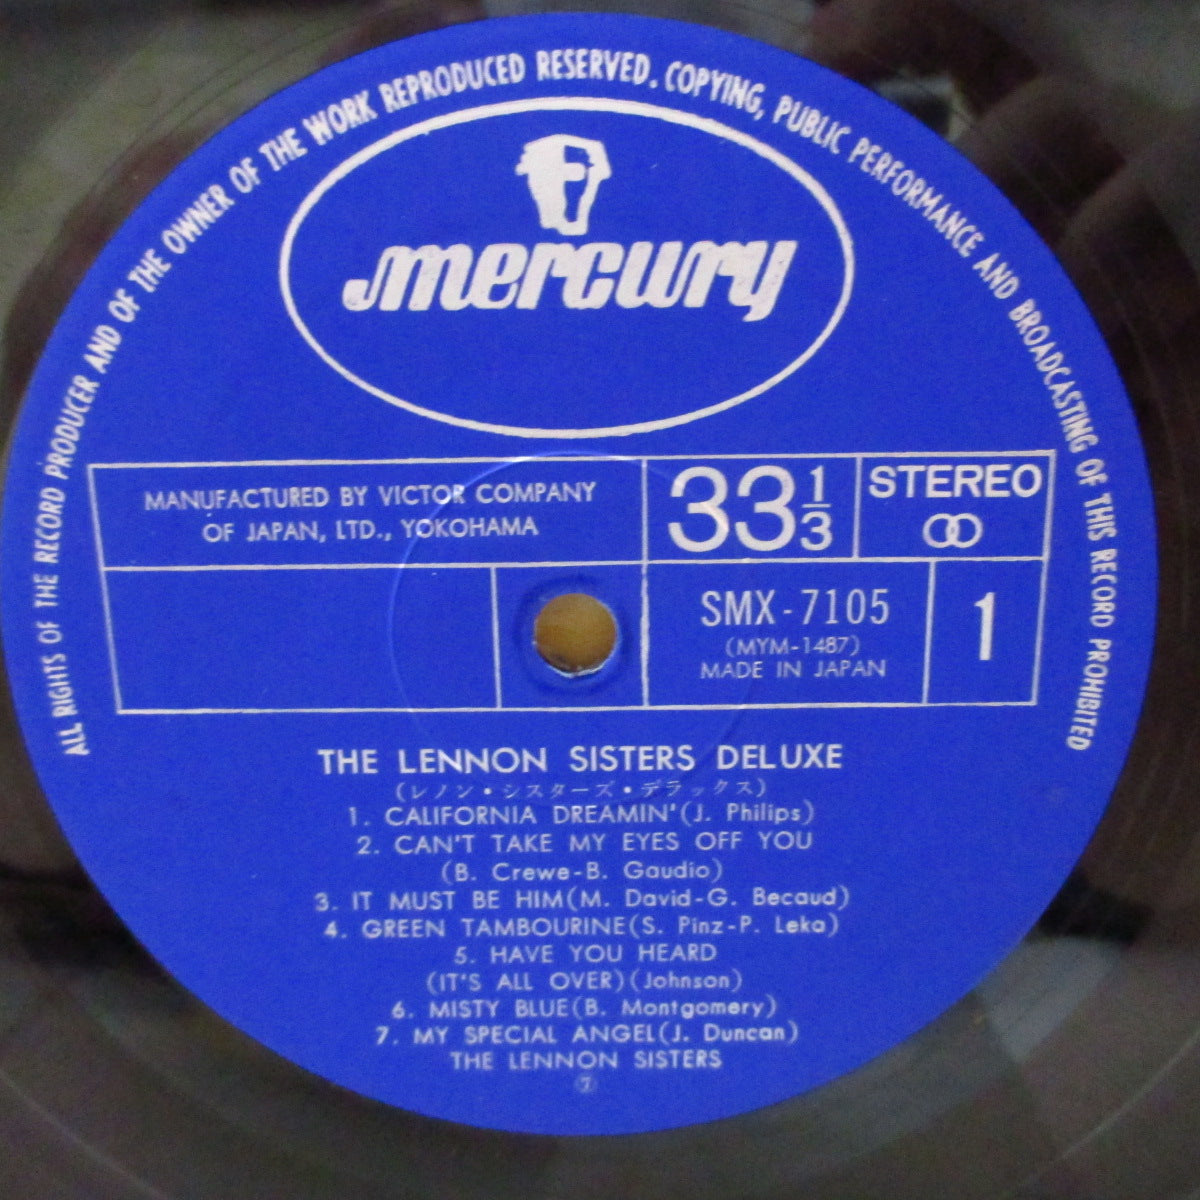 ALL RIGHTS OF THE RECORD PRODUCER AND OF THE OWNER OF THE WORK REPRODUCED RESERVED. COPYING, PUBLIC PERFORMANCE AND BROADCASTING OF THIS RECORD PROHIBITED
mercury
MANUFACTURED BY VICTOR COMPANY
OF JAPAN, LTD., YOKOHAMA
33 1/3
STEREO
SMX-7105
(MYM-1487)
MADE IN JAPAN
1
THE LENNON SISTERS DELUXE
(レノン・シスターズ・デラックス)
1. CALIFORNIA DREAMIN'(J. Philips)
2. CAN'T TAKE MY EYES OFF YOU
(B. Crewe-B. Gaudio)
3. IT MUST BE HIM(M. David-G. Becaud)
4. GREEN TAMBOURINE(S. Pinz-P. Leka)
5. HAVE YOU HEARD
(IT'S ALL OVER)(Johnson)
6. MISTY BLUE(B. Montgomery)
7. MY SPECIAL ANGEL(J. Duncan)
THE LENNON SISTERS